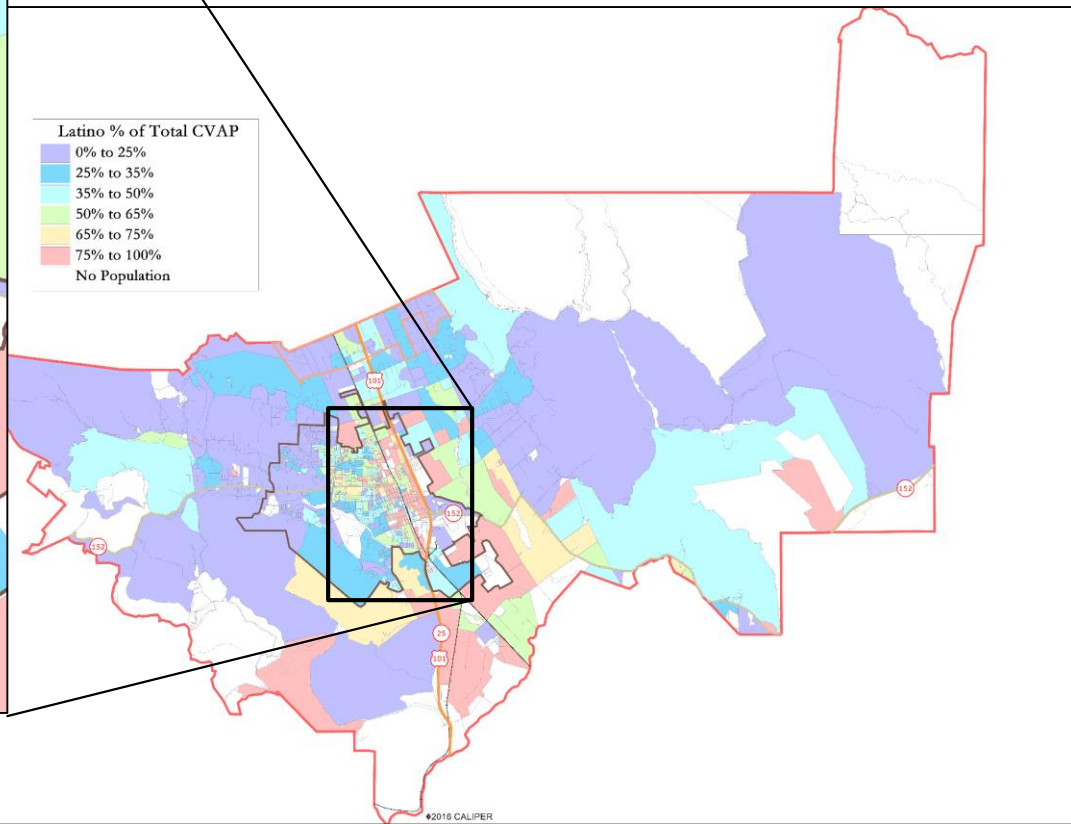 Latino % of Total CVAP
0% to 25%
25% to 35%
35% to 50%
50% to 65%
65% to 75%
75% to 100%
No Population
101
152
152
152
25
101
�2016 CALIPER